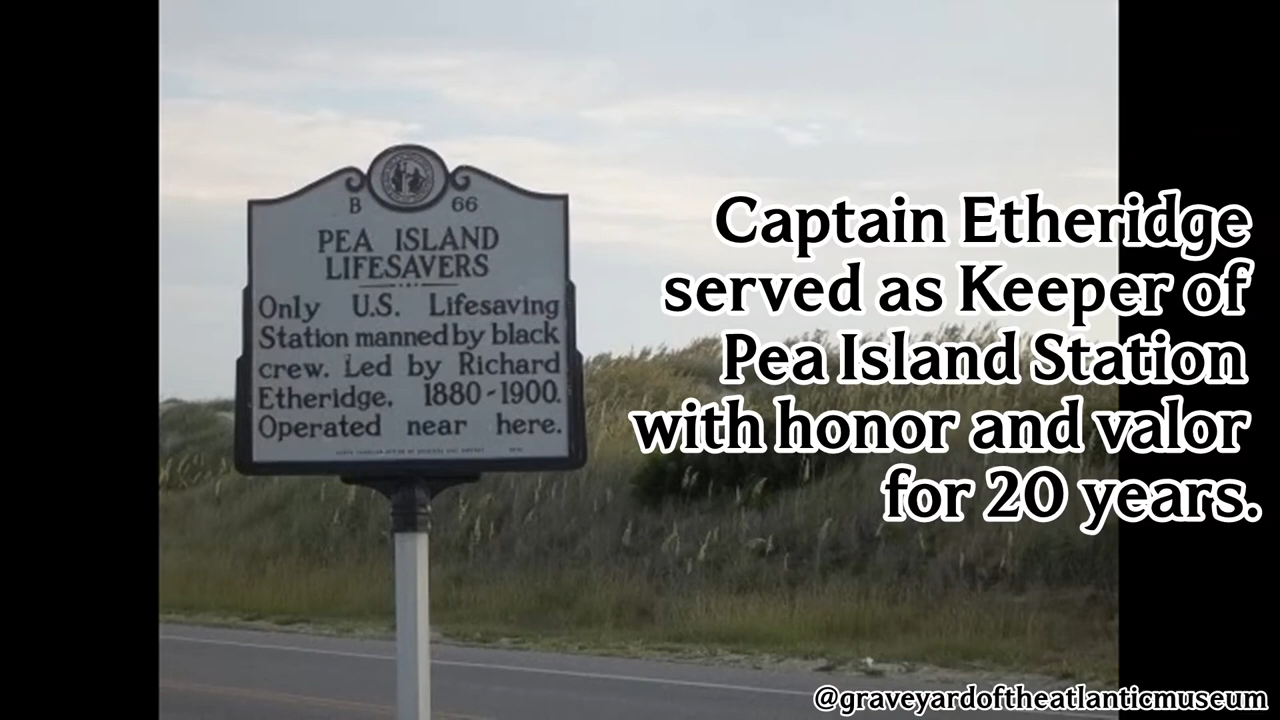 B 66
PEA ISLAND
LIFESAVERS
Only U.S. Lifesaving
Station manned by black
crew. Led by Richard
Etheridge, 1880-1900.
Operated near here.
Captain Etheridge
served as Keeper of
Pea Island Station
with honor and valor
for 20 years.
@graveyardoftheatlanticmuseum